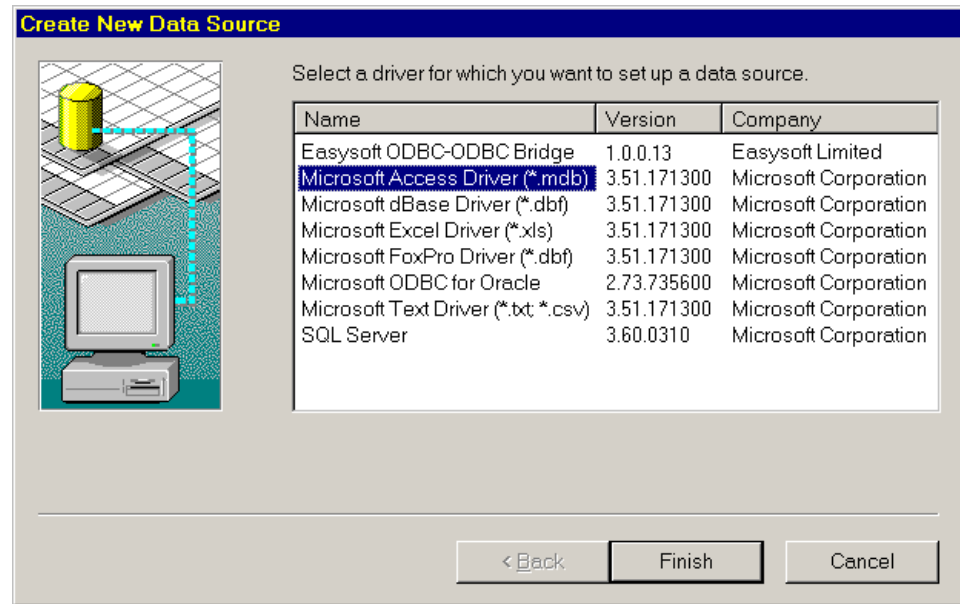 Create New Data Source
Select a driver for which you want to set up a data source.
Name Version Company
Easysoft ODBC-ODBC Bridge 1.0.0.13 Easysoft Limited
Microsoft Access Driver (*.mdb) 3.51.171300 Microsoft Corporation
Microsoft dBase Driver (*.dbf) 3.51.171300 Microsoft Corporation
Microsoft Excel Driver (*.xls) 3.51.171300 Microsoft Corporation
Microsoft FoxPro Driver (*.dbf) 3.51.171300 Microsoft Corporation
Microsoft ODBC for Oracle 2.73.735600 Microsoft Corporation
Microsoft Text Driver (*.txt; *.csv) 3.51.171300 Microsoft Corporation
SQL Server 3.60.0310 Microsoft Corporation
< Back Finish Cancel